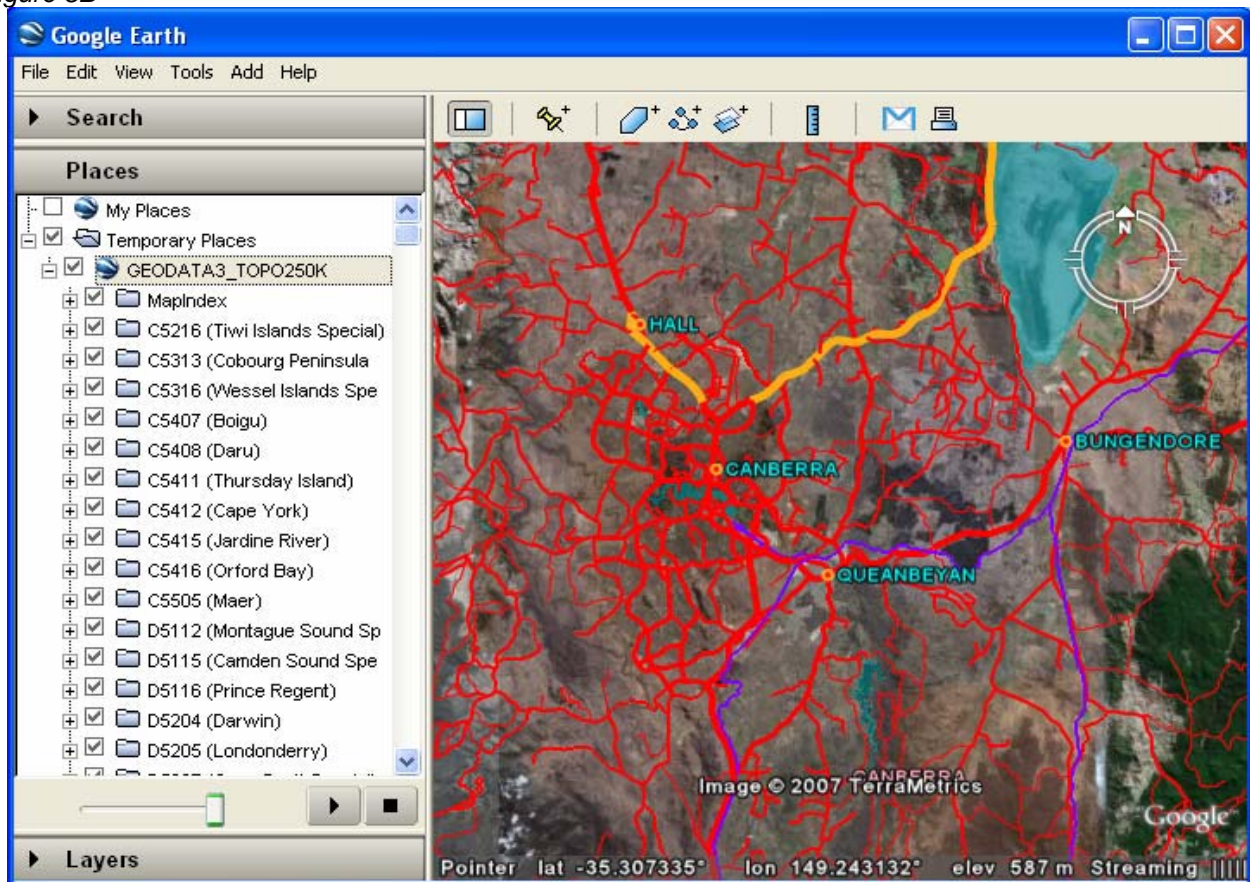 Google Earth
File Edit View Tools Add Help
Search
Places
My Places
Temporary Places
GEODATA3_TOPO250K
MapIndex
C5216 (Tiwi Islands Special)
C5313 (Cobourg Peninsula
C5316 (Wessel Islands Spe
C5407 (Boigu)
C5408 (Daru)
C5411 (Thursday Island)
C5412 (Cape York)
C5415 (Jardine River)
C5416 (Orford Bay)
C5505 (Maer)
D5112 (Montague Sound Sp
D5115 (Camden Sound Spe
D5116 (Prince Regent)
D5204 (Darwin)
D5205 (Londonderry)
Layers
N
HALL
CANBERRA
BUNGENDORE
QUEANBEYAN
CANBERRA
Image © 2007 TerraMetrics
Google
Pointer lat -35.307335° lon 149.243132° elev 587 m Streaming